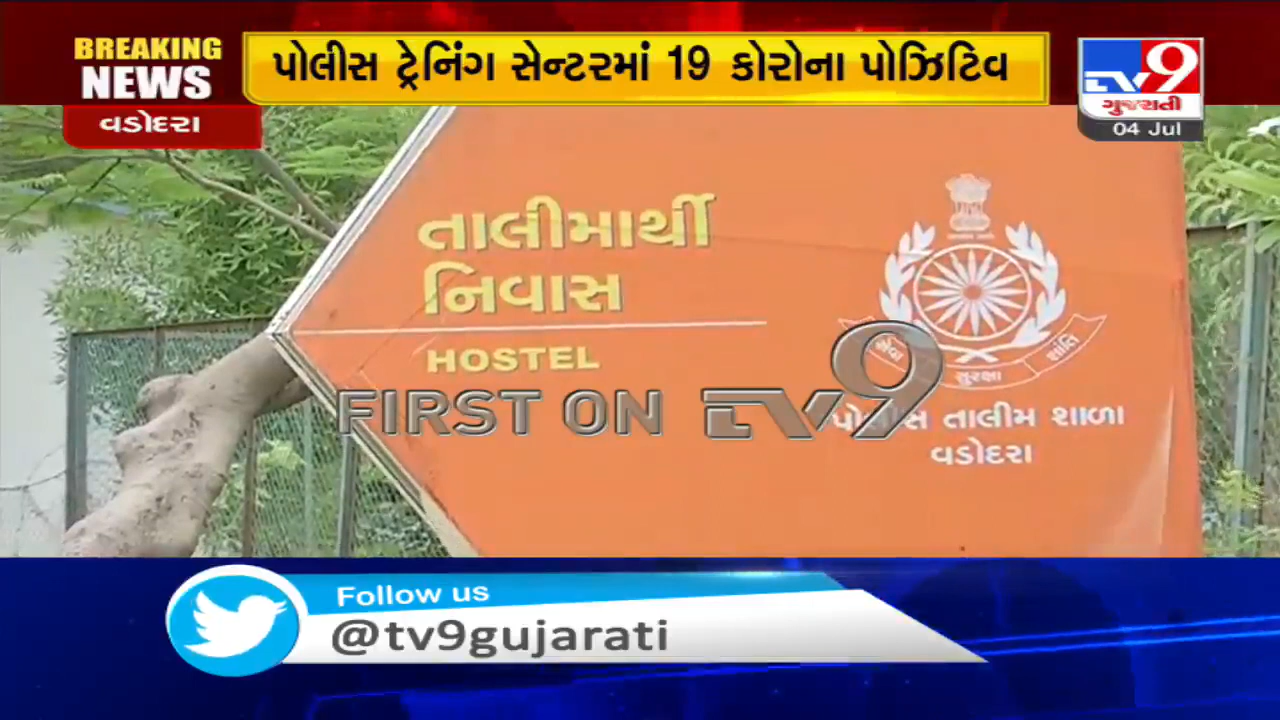 BREAKING
NEWS
પોલીસ ટ્રેનિંગ સેન્ટરમાં 19 કોરોના પોઝિટિવ
વડોદરા
TV9
ગુજરાતી
04 Jul
તાલીમાર્થી
નિવાસ
HOSTEL
સેવા
સુરક્ષા
શાંતિ
પોલીસ તાલીમ શાળા
વડોદરા
FIRST ON TV9
Follow us
@tv9gujarati